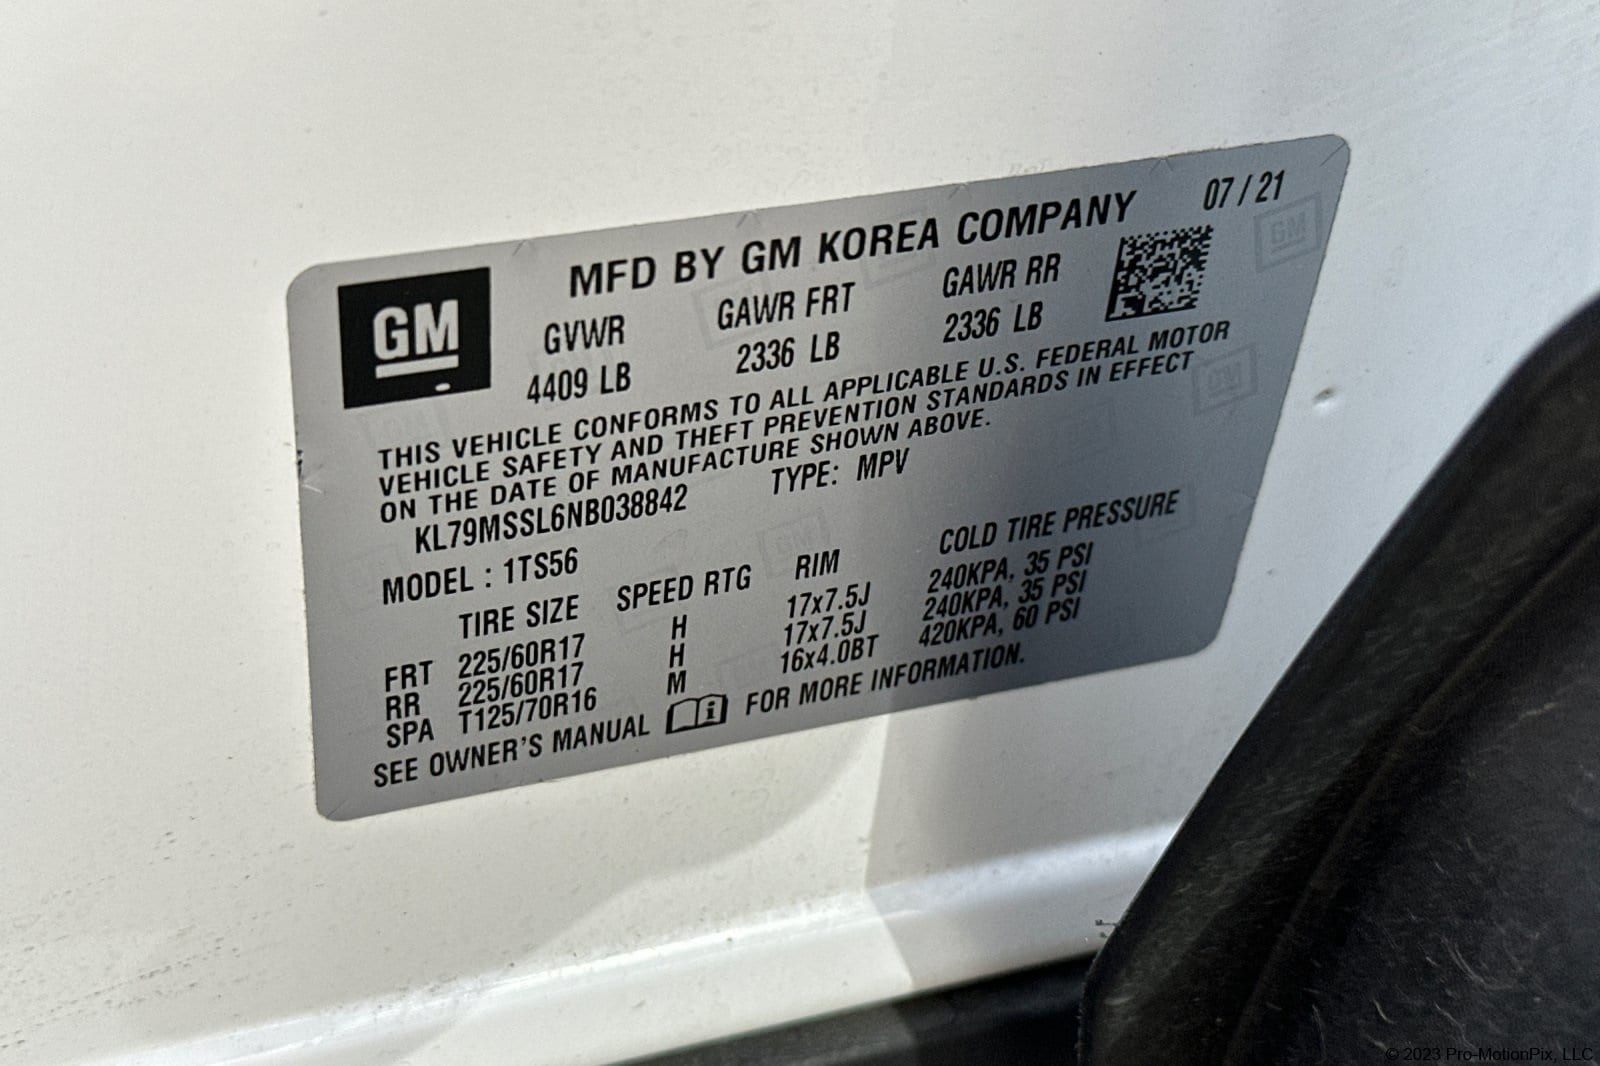 MFD BY GM KOREA COMPANY 07 / 21
GM
GVWR GAWR FRT GAWR RR
4409 LB 2336 LB 2336 LB
THIS VEHICLE CONFORMS TO ALL APPLICABLE U.S. FEDERAL MOTOR
VEHICLE SAFETY AND THEFT PREVENTION STANDARDS IN EFFECT
ON THE DATE OF MANUFACTURE SHOWN ABOVE.
KL79MSSL6NB038842 TYPE: MPV
MODEL : 1TS56
TIRE SIZE SPEED RTG RIM COLD TIRE PRESSURE
FRT 225/60R17 H 17x7.5J 240KPA, 35 PSI
RR 225/60R17 H 17x7.5J 240KPA, 35 PSI
SPA T125/70R16 M 16x4.0BT 420KPA, 60 PSI
SEE OWNER'S MANUAL FOR MORE INFORMATION.
© 2023 Pro-MotionPix, LLC